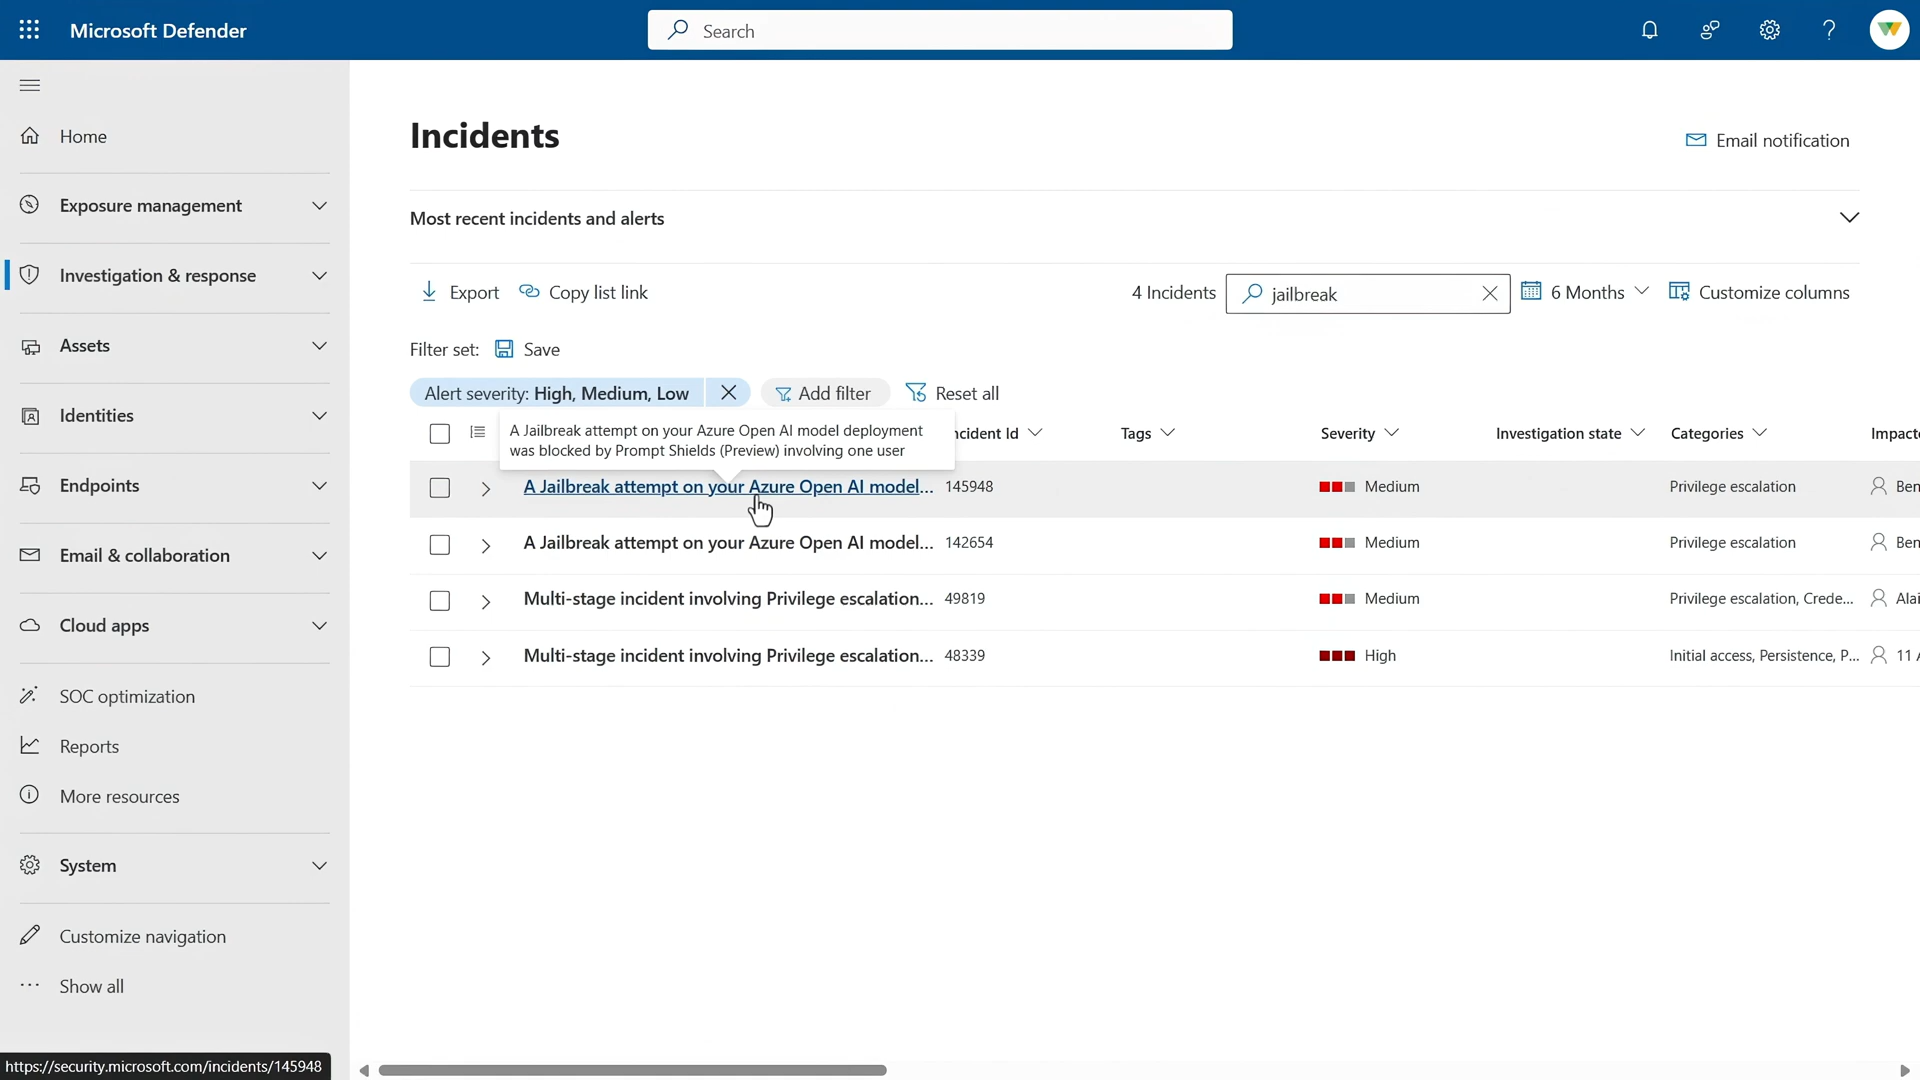 Microsoft Defender
Search
Home
Exposure management
Investigation & response
Assets
Identities
Endpoints
Email & collaboration
Cloud apps
SOC optimization
Reports
More resources
System
Customize navigation
Show all
https://security.microsoft.com/incidents/145948
Incidents
Email notification
Most recent incidents and alerts
Export
Copy list link
4 Incidents
jailbreak
6 Months
Customize columns
Filter set:
Save
Alert severity: High, Medium, Low
Add filter
Reset all
A Jailbreak attempt on your Azure Open AI model deployment
was blocked by Prompt Shields (Preview) involving one user
ncident Id Tags Severity Investigation state Categories Impacte
A Jailbreak attempt on your Azure Open AI model... 145948 Medium Privilege escalation Ben
A Jailbreak attempt on your Azure Open AI model... 142654 Medium Privilege escalation Ben
Multi-stage incident involving Privilege escalation... 49819 Medium Privilege escalation, Crede... Alai
Multi-stage incident involving Privilege escalation... 48339 High Initial access, Persistence, P... 11